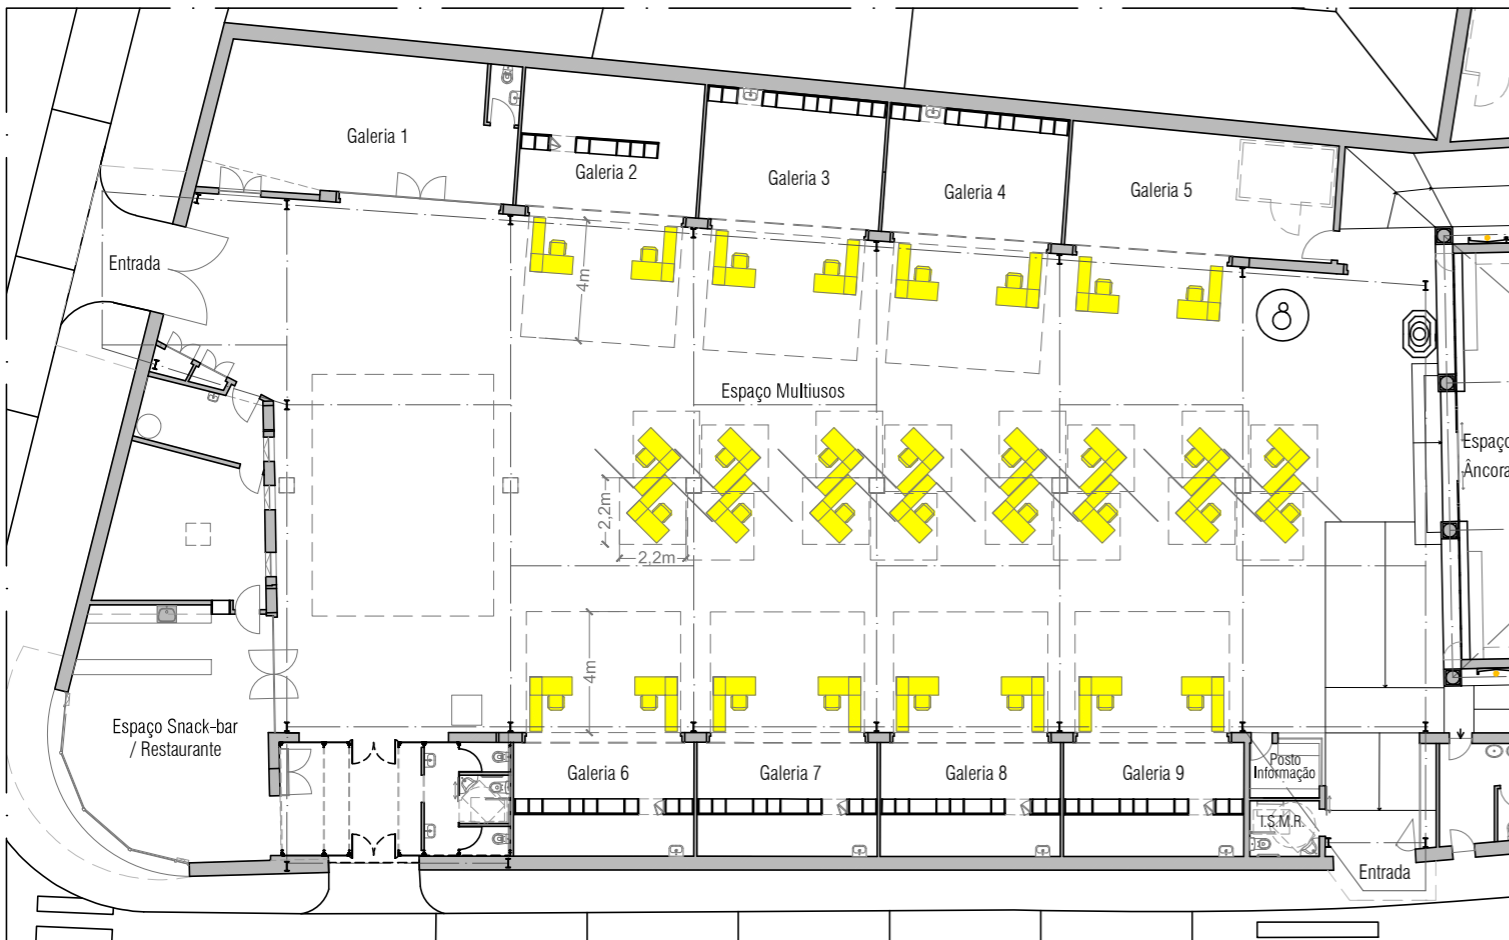 Galeria 1
Galeria 2
Galeria 3
Galeria 4
Galeria 5
Entrada
4m
Espaço Multiusos
Espaço
Âncora
2,2m
2,2m
4m
Espaço Snack-bar
/ Restaurante
Galeria 6
Galeria 7
Galeria 8
Galeria 9
Posto
Informação
I.S.M.R.
Entrada